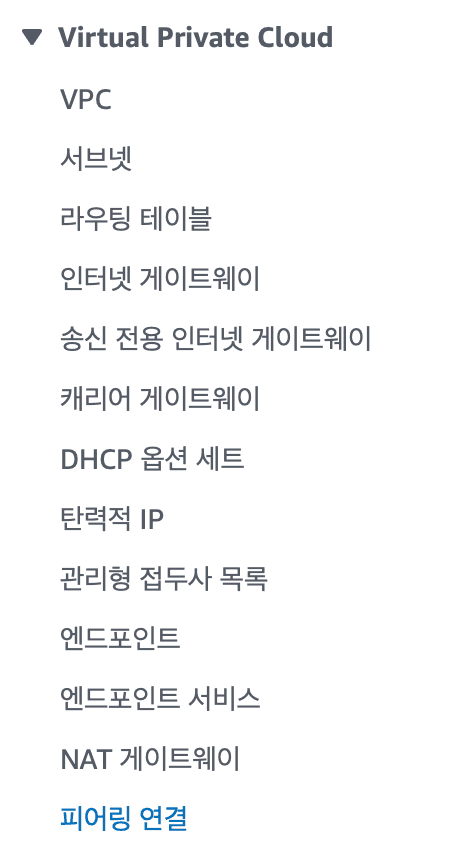 Virtual Private Cloud
VPC
서브넷
라우팅 테이블
인터넷 게이트웨이
송신 전용 인터넷 게이트웨이
캐리어 게이트웨이
DHCP 옵션 세트
탄력적 IP
관리형 접두사 목록
엔드포인트
엔드포인트 서비스
NAT 게이트웨이
피어링 연결